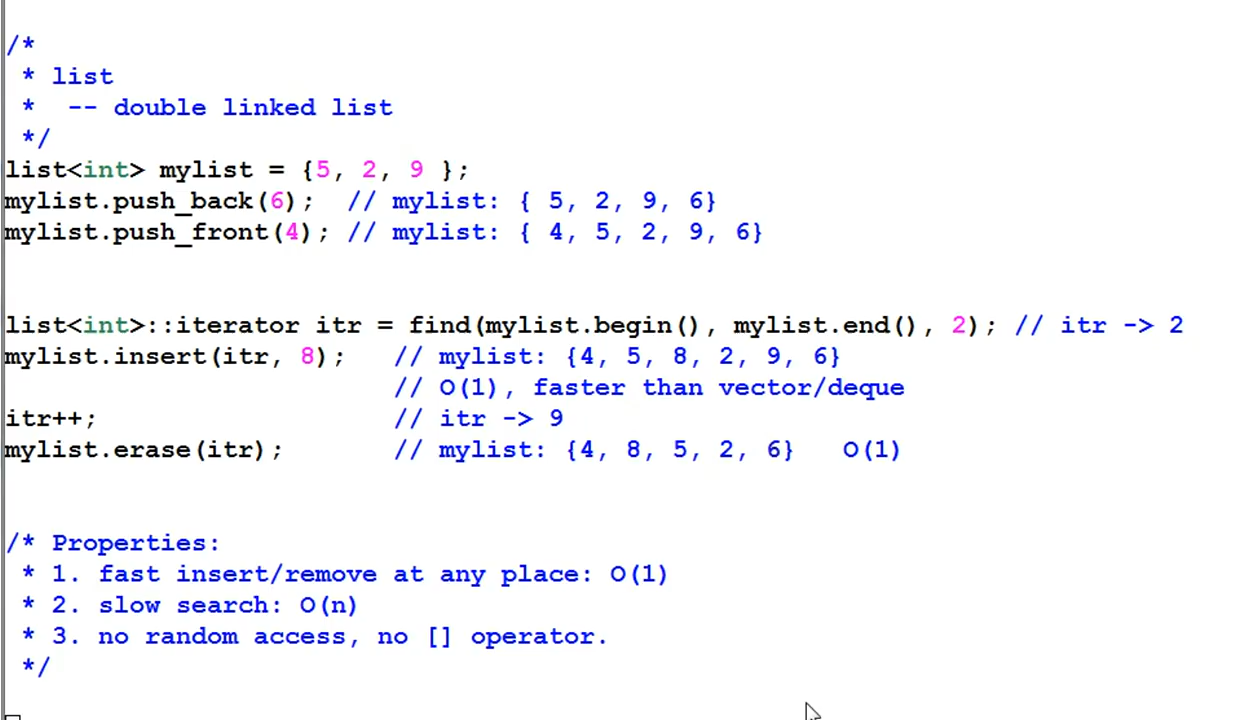 /*
 * list
 *  -- double linked list
 */
list<int> mylist = {5, 2, 9 };
mylist.push_back(6);  // mylist: { 5, 2, 9, 6}
mylist.push_front(4); // mylist: { 4, 5, 2, 9, 6}
list<int>::iterator itr = find(mylist.begin(), mylist.end(), 2); // itr -> 2
mylist.insert(itr, 8);   // mylist: {4, 5, 8, 2, 9, 6}
                         // O(1), faster than vector/deque
itr++;                   // itr -> 9
mylist.erase(itr);       // mylist: {4, 8, 5, 2, 6}   O(1)
/* Properties:
 * 1. fast insert/remove at any place: O(1)
 * 2. slow search: O(n)
 * 3. no random access, no [] operator.
 */